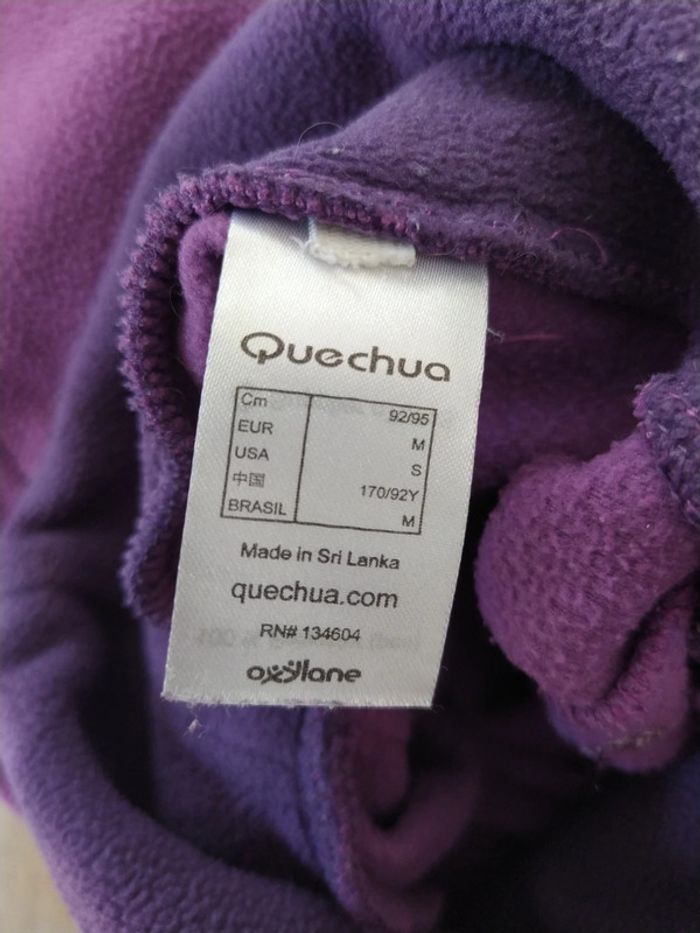 Quechua
Cm 92/95
EUR M
USA S
中国 170/92Y
BRASIL M
Made in Sri Lanka
quechua.com
RN# 134604
oxylane